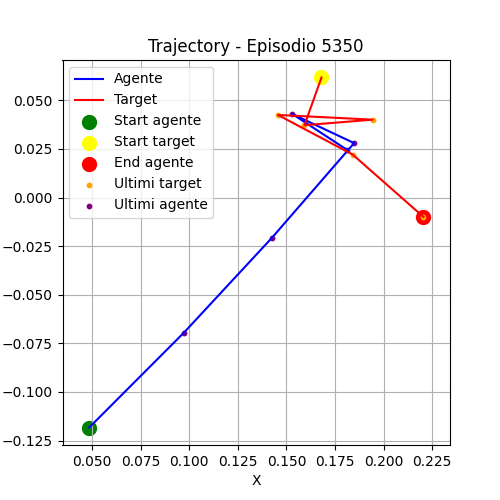 Trajectory - Episodio 5350
Agente
Target
Start agente
Start target
End agente
Ultimi target
Ultimi agente
0.050
0.025
0.000
−0.025
−0.050
−0.075
−0.100
−0.125
0.050 0.075 0.100 0.125 0.150 0.175 0.200 0.225
X